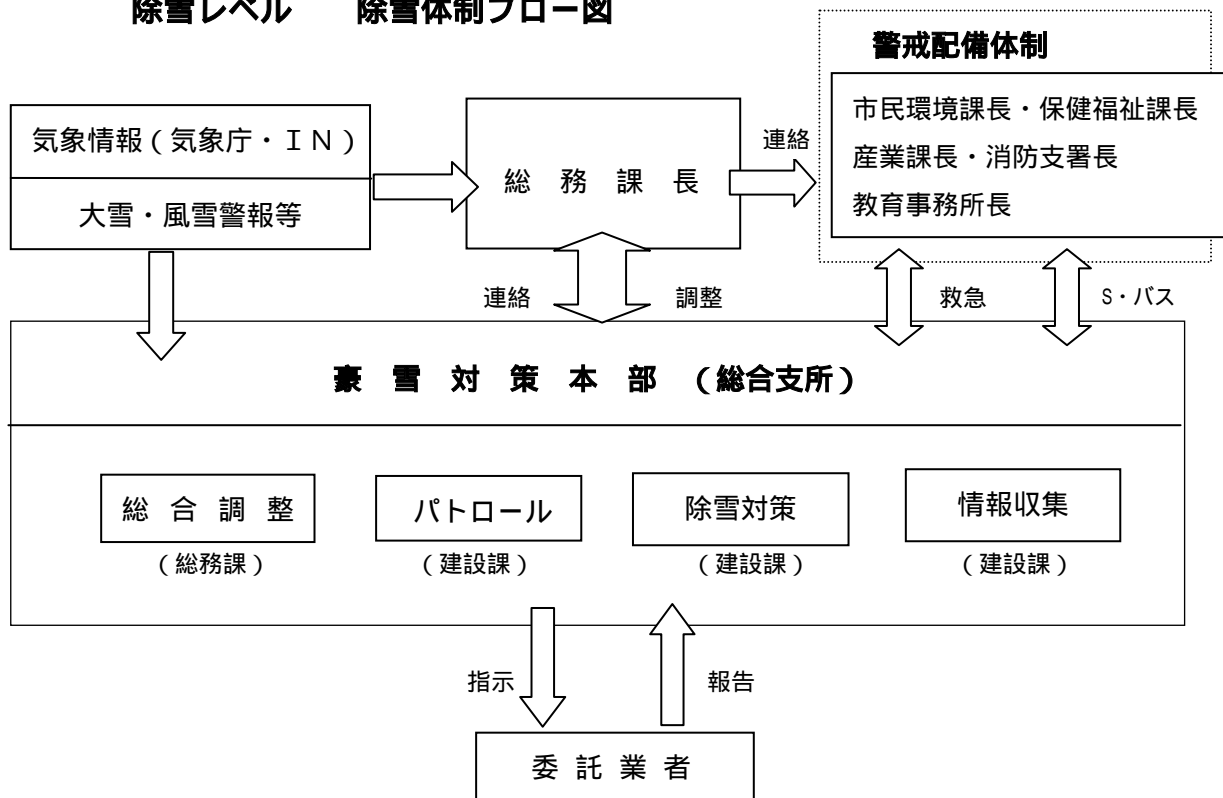 除雪レベル　　除雪体制フロー図
警戒配備体制
気象情報（気象庁・ＩＮ）
大雪・風雪警報等
総　務　課　長
連絡
市民環境課長・保健福祉課長
産業課長・消防支署長
教育事務所長
連絡
調整
救急
S・バス
豪　雪　対　策　本　部　（総合支所）
総　合　調　整
（総務課）
パトロール
（建設課）
除雪対策
（建設課）
情報収集
（建設課）
指示
報告
委　託　業　者